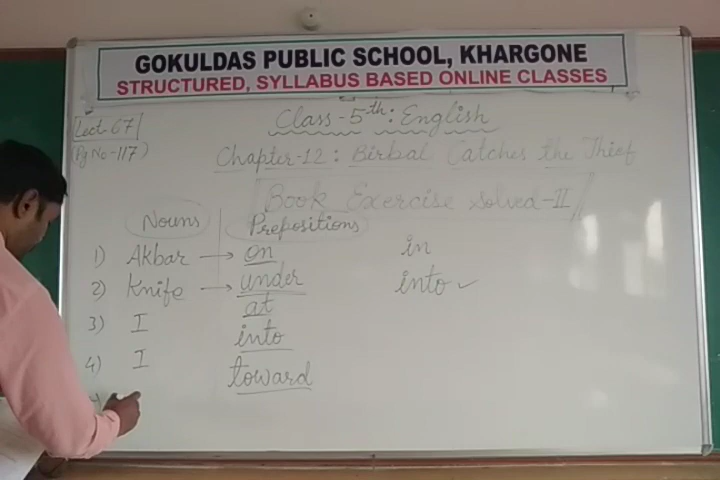 GOKULDAS PUBLIC SCHOOL, KHARGONE
STRUCTURED, SYLLABUS BASED ONLINE CLASSES
Lect-67
Class-5th: English
(Pg No-117)
Chapter-12: Birbal Catches the Thief
Book Exercise Solved-II
Nouns Prepositions
1) Akbar → on in
2) Knife → under into ✓
at
3) I into
4) I toward